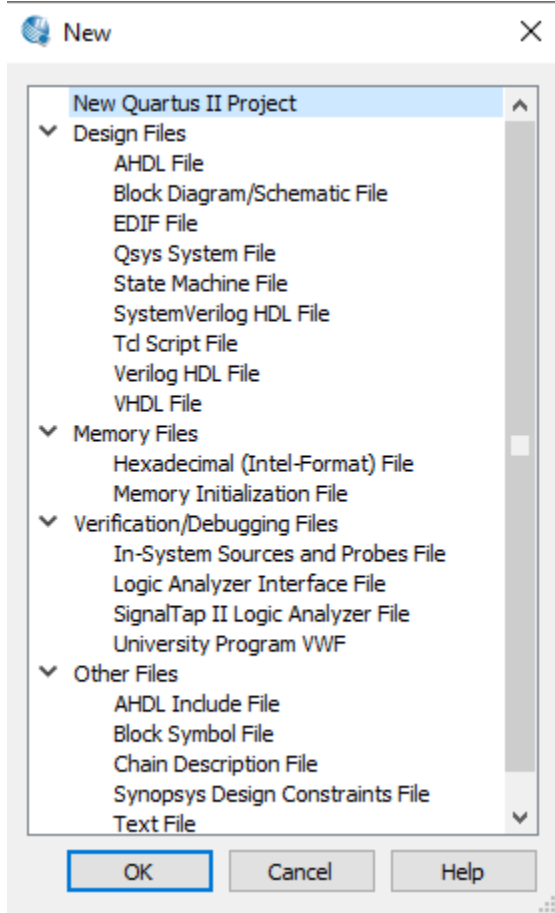 New
New Quartus II Project
Design Files
AHDL File
Block Diagram/Schematic File
EDIF File
Qsys System File
State Machine File
SystemVerilog HDL File
Tcl Script File
Verilog HDL File
VHDL File
Memory Files
Hexadecimal (Intel-Format) File
Memory Initialization File
Verification/Debugging Files
In-System Sources and Probes File
Logic Analyzer Interface File
SignalTap II Logic Analyzer File
University Program VWF
Other Files
AHDL Include File
Block Symbol File
Chain Description File
Synopsys Design Constraints File
Text File
OK Cancel Help